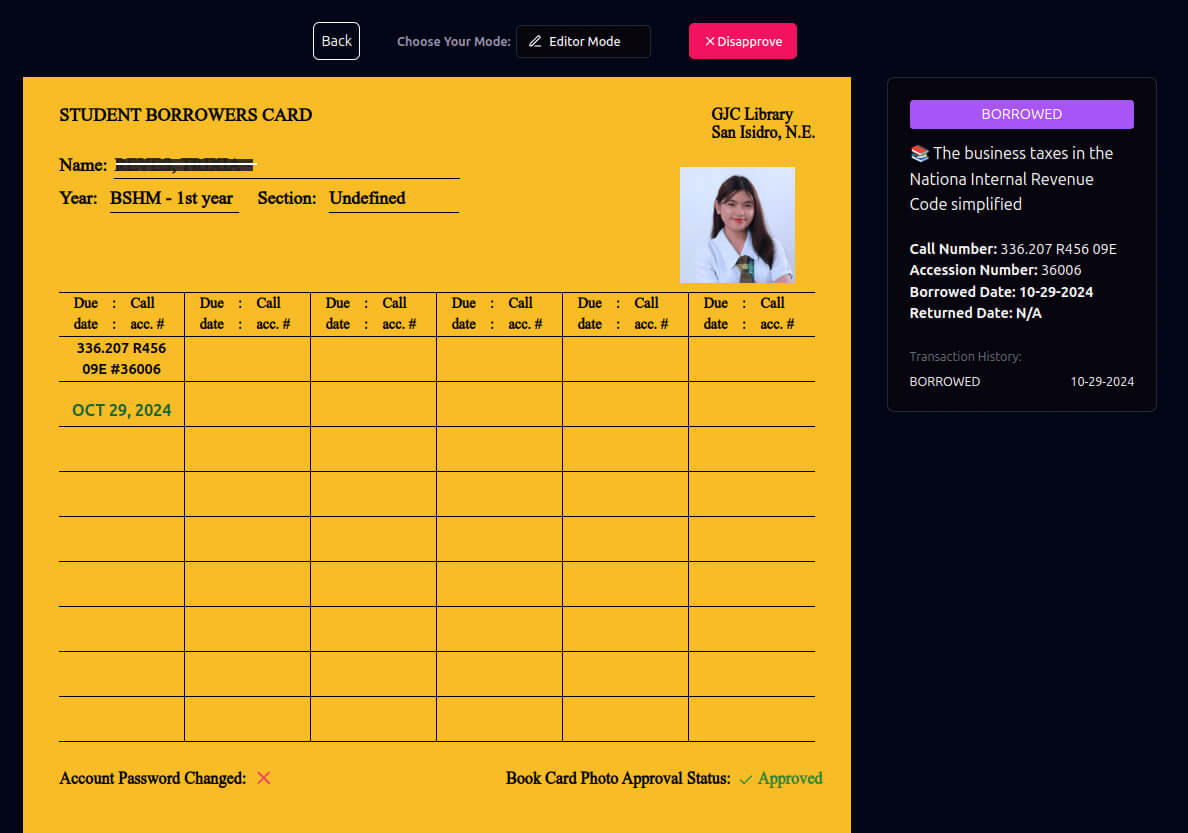 Back
Choose Your Mode:
Editor Mode
Disapprove
STUDENT BORROWERS CARD
GJC Library
San Isidro, N.E.
Name:
Year: BSHM - 1st year Section: Undefined
Due : Call Due : Call Due : Call Due : Call Due : Call Due : Call
date : acc. # date : acc. # date : acc. # date : acc. # date : acc. # date : acc. #
336.207 R456
09E #36006
OCT 29, 2024
Account Password Changed:
Book Card Photo Approval Status: Approved
BORROWED
The business taxes in the
Nationa Internal Revenue
Code simplified
Call Number: 336.207 R456 09E
Accession Number: 36006
Borrowed Date: 10-29-2024
Returned Date: N/A
Transaction History:
BORROWED 10-29-2024